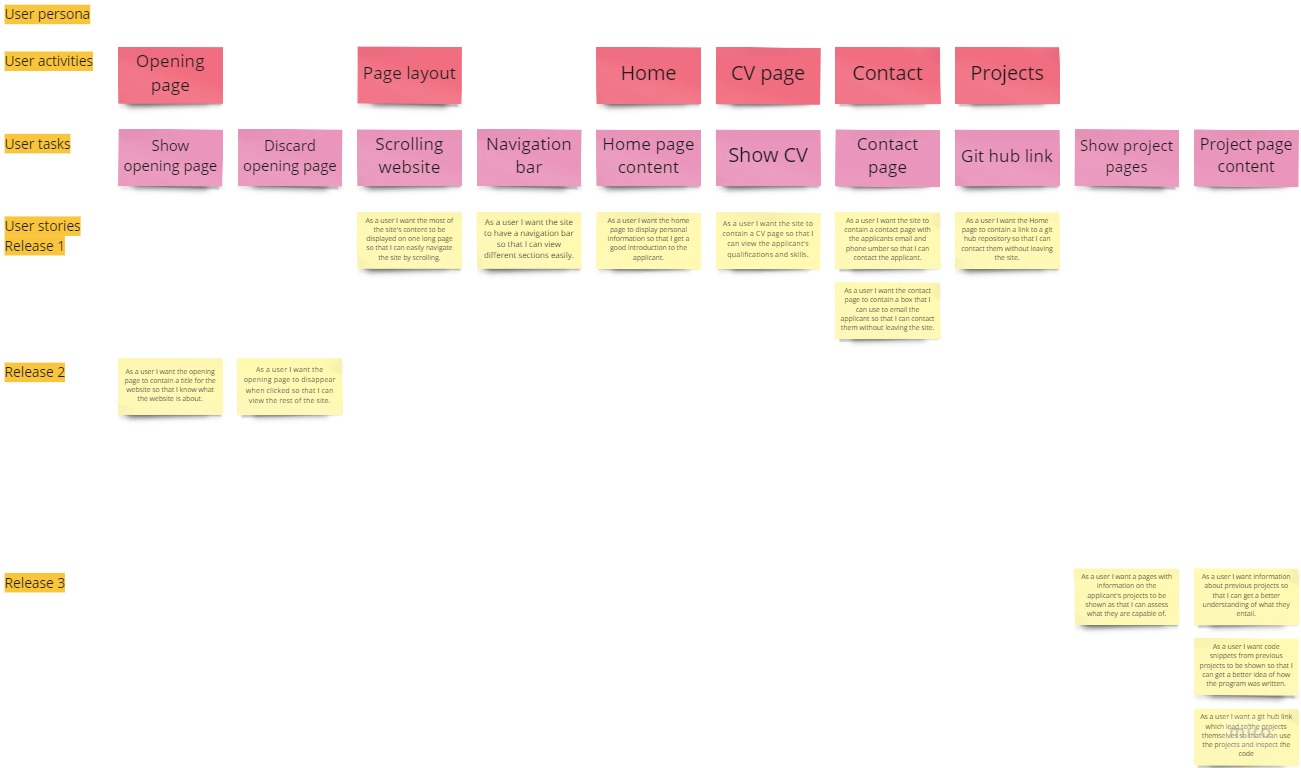 User persona
User activities
Opening
page
Page layout
Home
CV page
Contact
Projects
User tasks
Show
opening page
Discard
opening page
Scrolling
website
Navigation
bar
Home page
content
Show CV
Contact
page
Git hub link
Show project
pages
Project page
content
User stories
Release 1
As a user I want the most of
the site's content to be
displayed on one long page
so that I can easily navigate
the site by scrolling.
As a user I want the site
to have a navigation bar
so that I can view
different sections easily.
As a user I want the home
page to display personal
information so that I get a
good introduction to the
applicant.
As a user I want the site to
contain a CV page so that I
can view the applicant's
qualifications and skills.
As a user I want the site to
contain a contact page with
the applicants email and
phone umber so that I can
contact the applicant.
As a user I want the Home
page to contain a link to a git
hub repository so that I can
contact them without leaving
the site.
As a user I want the contact
page to contain a box that I
can use to email the
applicant so that I can contact
them without leaving the site.
Release 2
As a user I want the opening
page to contain a title for the
website so that I know what
the website is about.
As a user I want the
opening page to disappear
when clicked so that I can
view the rest of the site.
Release 3
As a user I want a pages with
information on the
applicant's projects to be
shown as that I can assess
what they are capable of.
As a user I want information
about previous projects so
that I can get a better
understanding of what they
entail.
As a user I want code
snippets from previous
projects to be shown so that I
can get a better idea of how
the program was written.
As a user I want a git hub link
which lead to the projects
themselves so that I can use
the projects and inspect the
code
miro